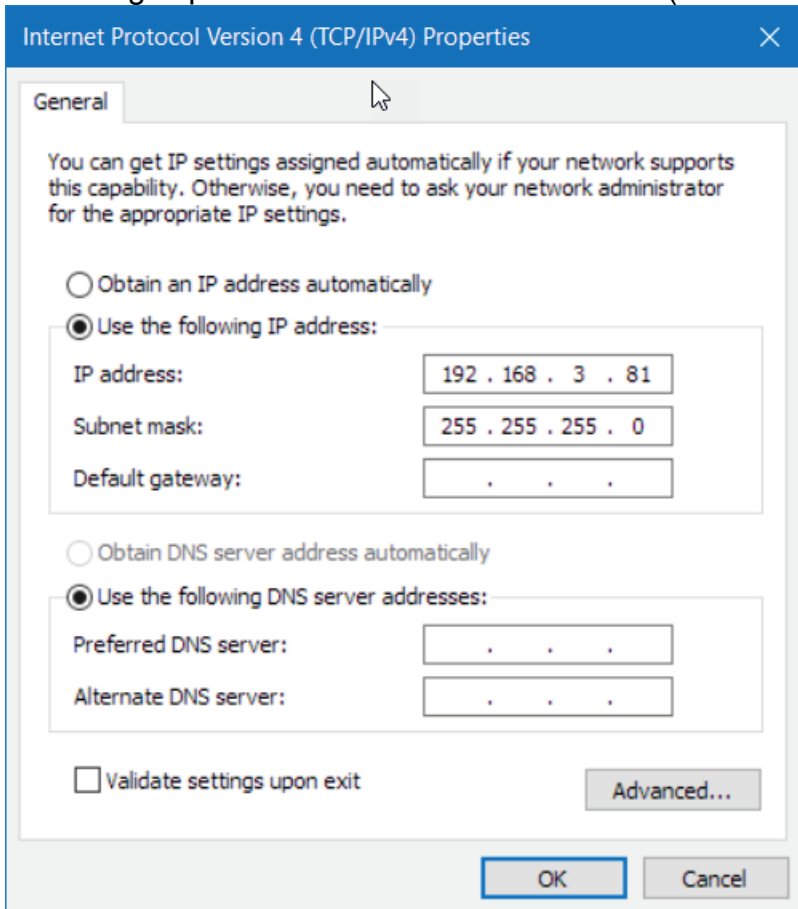 Internet Protocol Version 4 (TCP/IPv4) Properties
General
You can get IP settings assigned automatically if your network supports
this capability. Otherwise, you need to ask your network administrator
for the appropriate IP settings.
Obtain an IP address automatically
Use the following IP address:
IP address: 192 . 168 . 3 . 81
Subnet mask: 255 . 255 . 255 . 0
Default gateway: . . .
Obtain DNS server address automatically
Use the following DNS server addresses:
Preferred DNS server: . . .
Alternate DNS server: . . .
Validate settings upon exit
Advanced...
OK Cancel